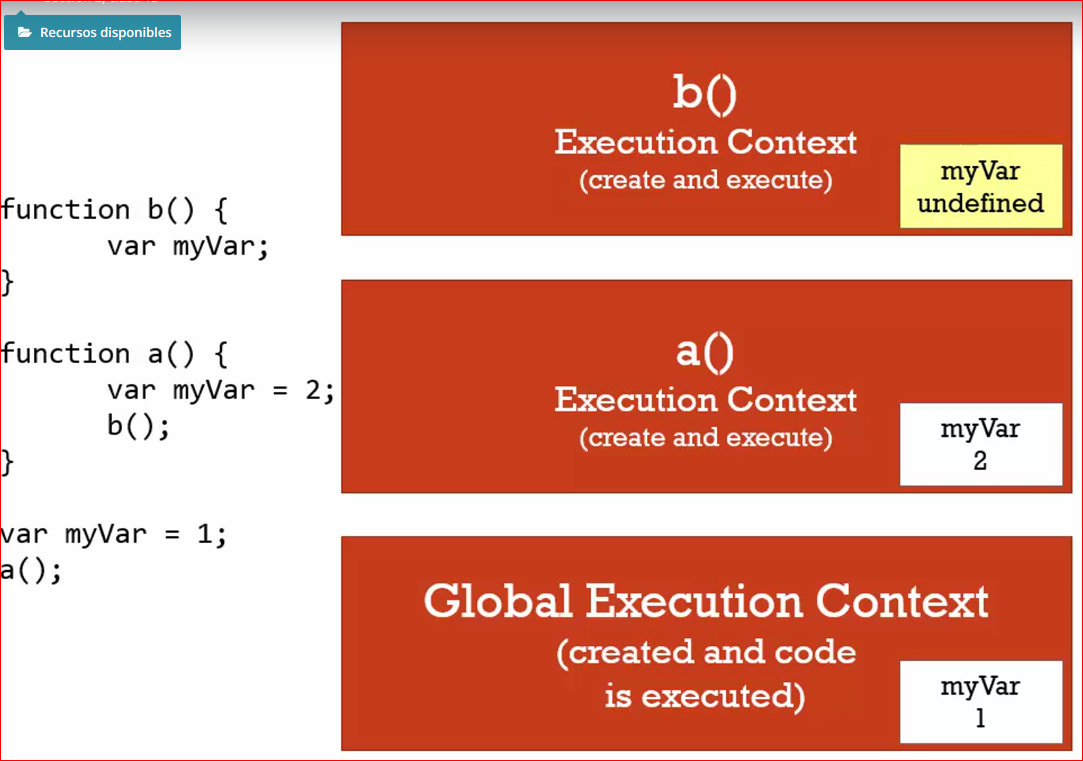 Recursos disponibles
function b() {
var myVar;
}
function a() {
var myVar = 2;
b();
}
var myVar = 1;
a();
b()
Execution Context
(create and execute)
myVar
undefined
a()
Execution Context
(create and execute)
myVar
2
Global Execution Context
(created and code
is executed)
myVar
1